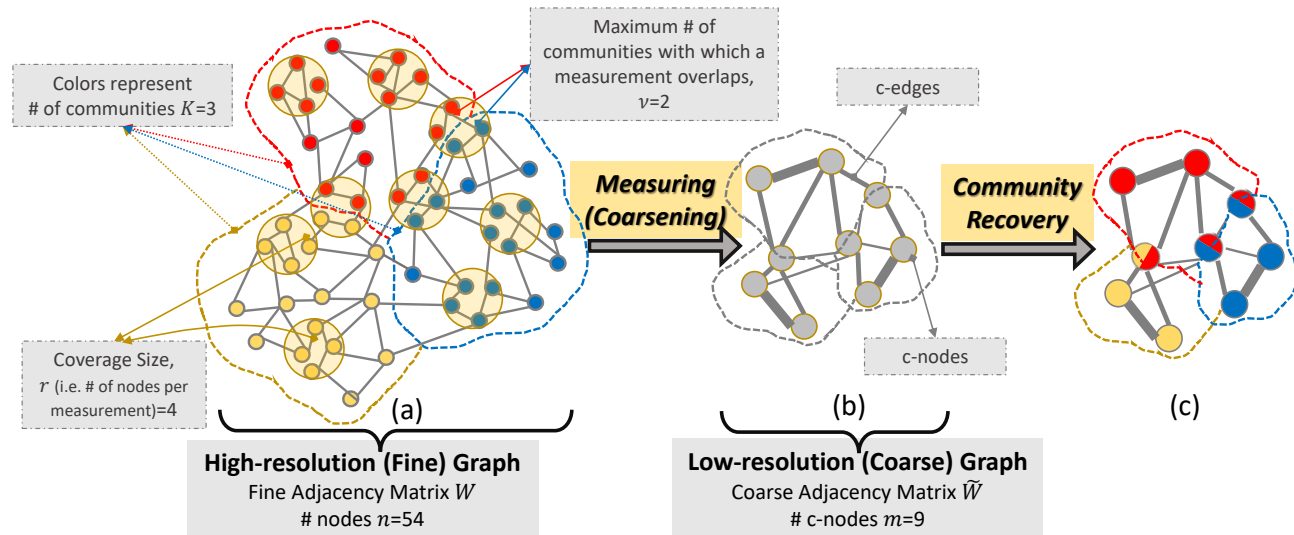 Colors represent
# of communities K=3
Maximum # of
communities with which a
measurement overlaps,
ν=2
c-edges
Measuring
(Coarsening)
Community
Recovery
Coverage Size,
r (i.e. # of nodes per
measurement)=4
c-nodes
(a)
(b)
(c)
High-resolution (Fine) Graph
Fine Adjacency Matrix W
# nodes n=54
Low-resolution (Coarse) Graph
Coarse Adjacency Matrix W̃
# c-nodes m=9